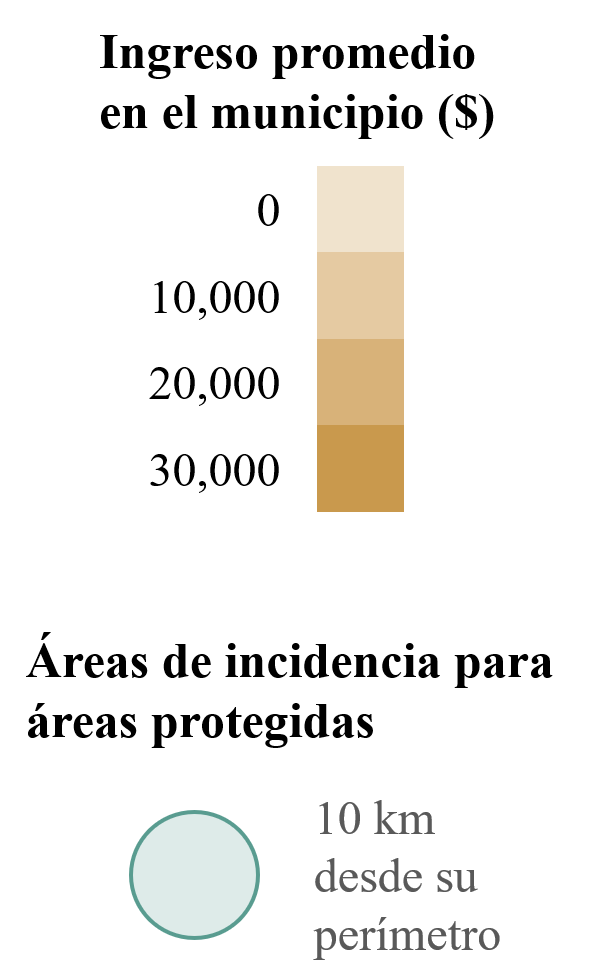 Ingreso promedio
en el municipio ($)
0
10,000
20,000
30,000
Áreas de incidencia para
áreas protegidas
10 km
desde su
perímetro